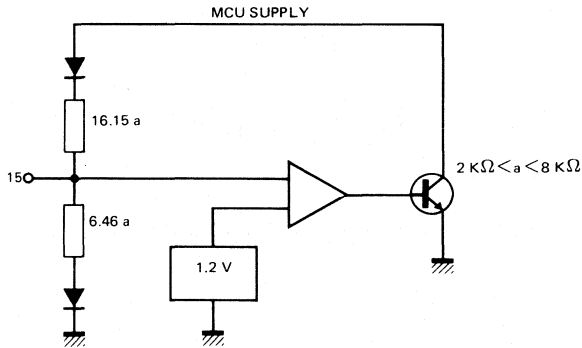 MCU SUPPLY
16.15 a
15
2 KΩ<a<8 KΩ
6.46 a
1.2 V